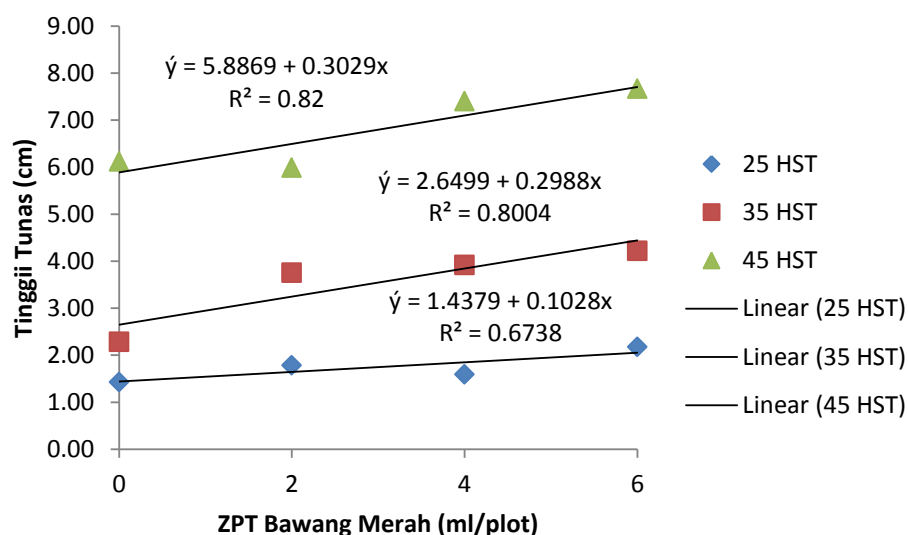 9.00
8.00
7.00
6.00
5.00
4.00
3.00
2.00
1.00
0.00
Tinggii Tunas (cm)
ý = 5.8869 + 0.3029x
R² = 0.82
ý = 2.6499 + 0.2988x
R² = 0.8004
ý = 1.4379 + 0.1028x
R² = 0.6738
0 2 4 6
ZPT Bawang Merah (ml/plot)
25 HST
35 HST
45 HST
Linear (25 HST)
Linear (35 HST)
Linear (45 HST)